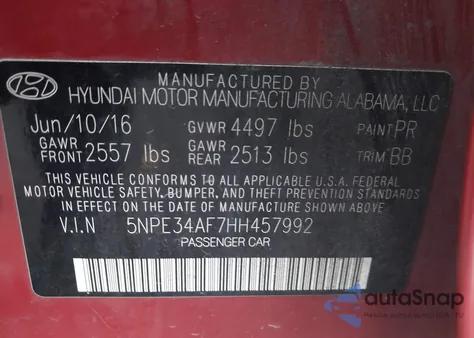 MANUFACTURED BY
HYUNDAI MOTOR MANUFACTURING ALABAMA, LLC
Jun/10/16 GVWR 4497 lbs PAINT PR
GAWR FRONT 2557 lbs GAWR REAR 2513 lbs TRIM BB
THIS VEHICLE CONFORMS TO ALL APPLICABLE U.S.A. FEDERAL
MOTOR VEHICLE SAFETY, BUMPER, AND THEFT PREVENTION STANDARDS
IN EFFECT ON THE DATE OF MANUFACTURE SHOWN ABOVE.
V.I.N 5NPE34AF7HH457992
PASSENGER CAR
autoSnap